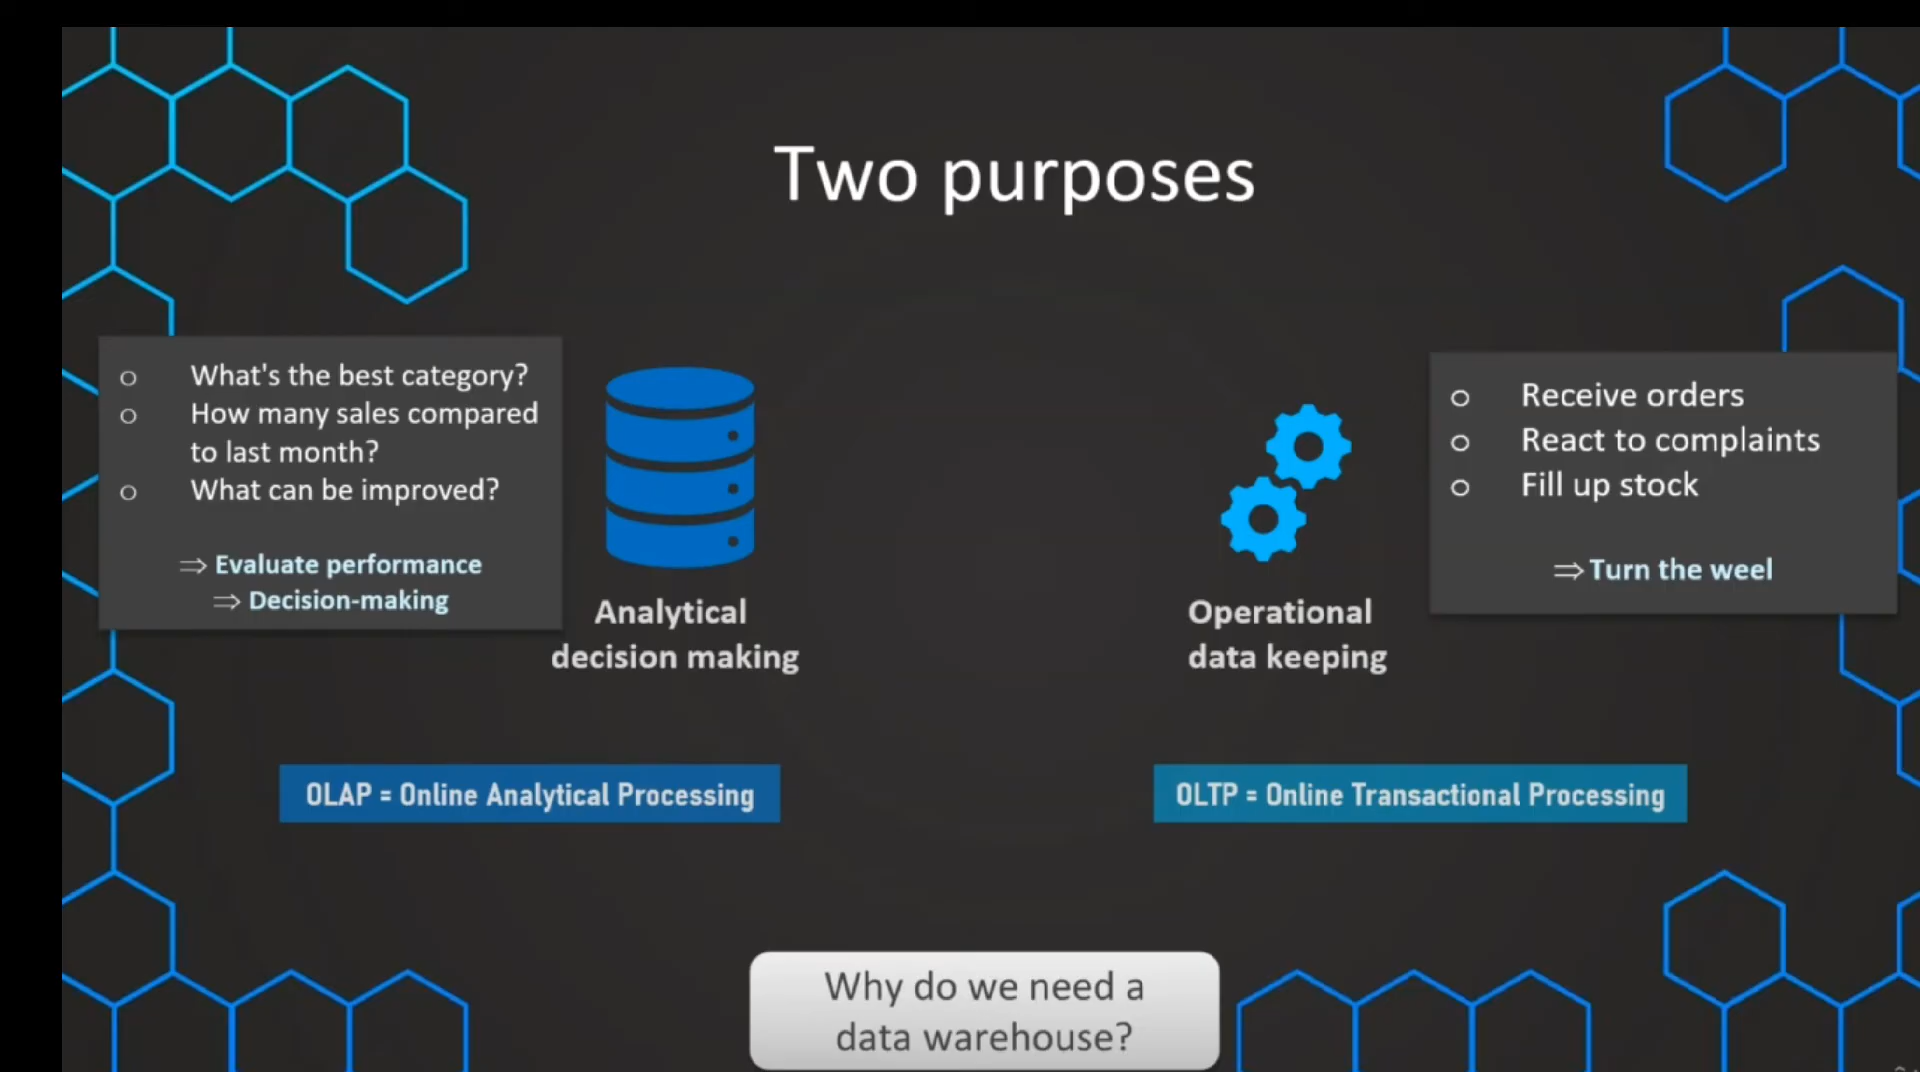 Two purposes
o What's the best category?
o How many sales compared
to last month?
o What can be improved?
⇒ Evaluate performance
⇒ Decision-making
Analytical
decision making
OLAP = Online Analytical Processing
Operational
data keeping
o Receive orders
o React to complaints
o Fill up stock
⇒ Turn the weel
OLTP = Online Transactional Processing
Why do we need a
data warehouse?